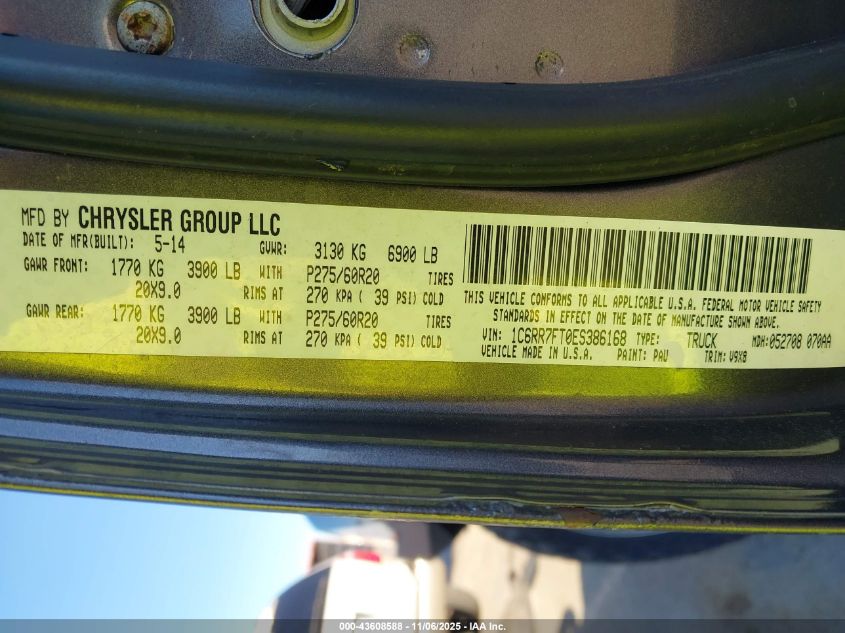 MFD BY CHRYSLER GROUP LLC
DATE OF MFR(BUILT): 5-14 GVWR: 3130 KG 6900 LB
GAWR FRONT: 1770 KG 3900 LB WITH P275/60R20 TIRES
20X9.0 RIMS AT 270 KPA ( 39 PSI) COLD
GAWR REAR: 1770 KG 3900 LB WITH P275/60R20 TIRES
20X9.0 RIMS AT 270 KPA ( 39 PSI) COLD
THIS VEHICLE CONFORMS TO ALL APPLICABLE U.S.A. FEDERAL MOTOR VEHICLE SAFETY
STANDARDS IN EFFECT ON THE DATE OF MANUFACTURE SHOWN ABOVE.
VIN: 1C6RR7FT0ES386168 TYPE: TRUCK MDH: 052708 070AA
VEHICLE MADE IN U.S.A. PAINT: PAU TRIM: V9X8
000-43608588 - 11/06/2025 - IAA Inc.